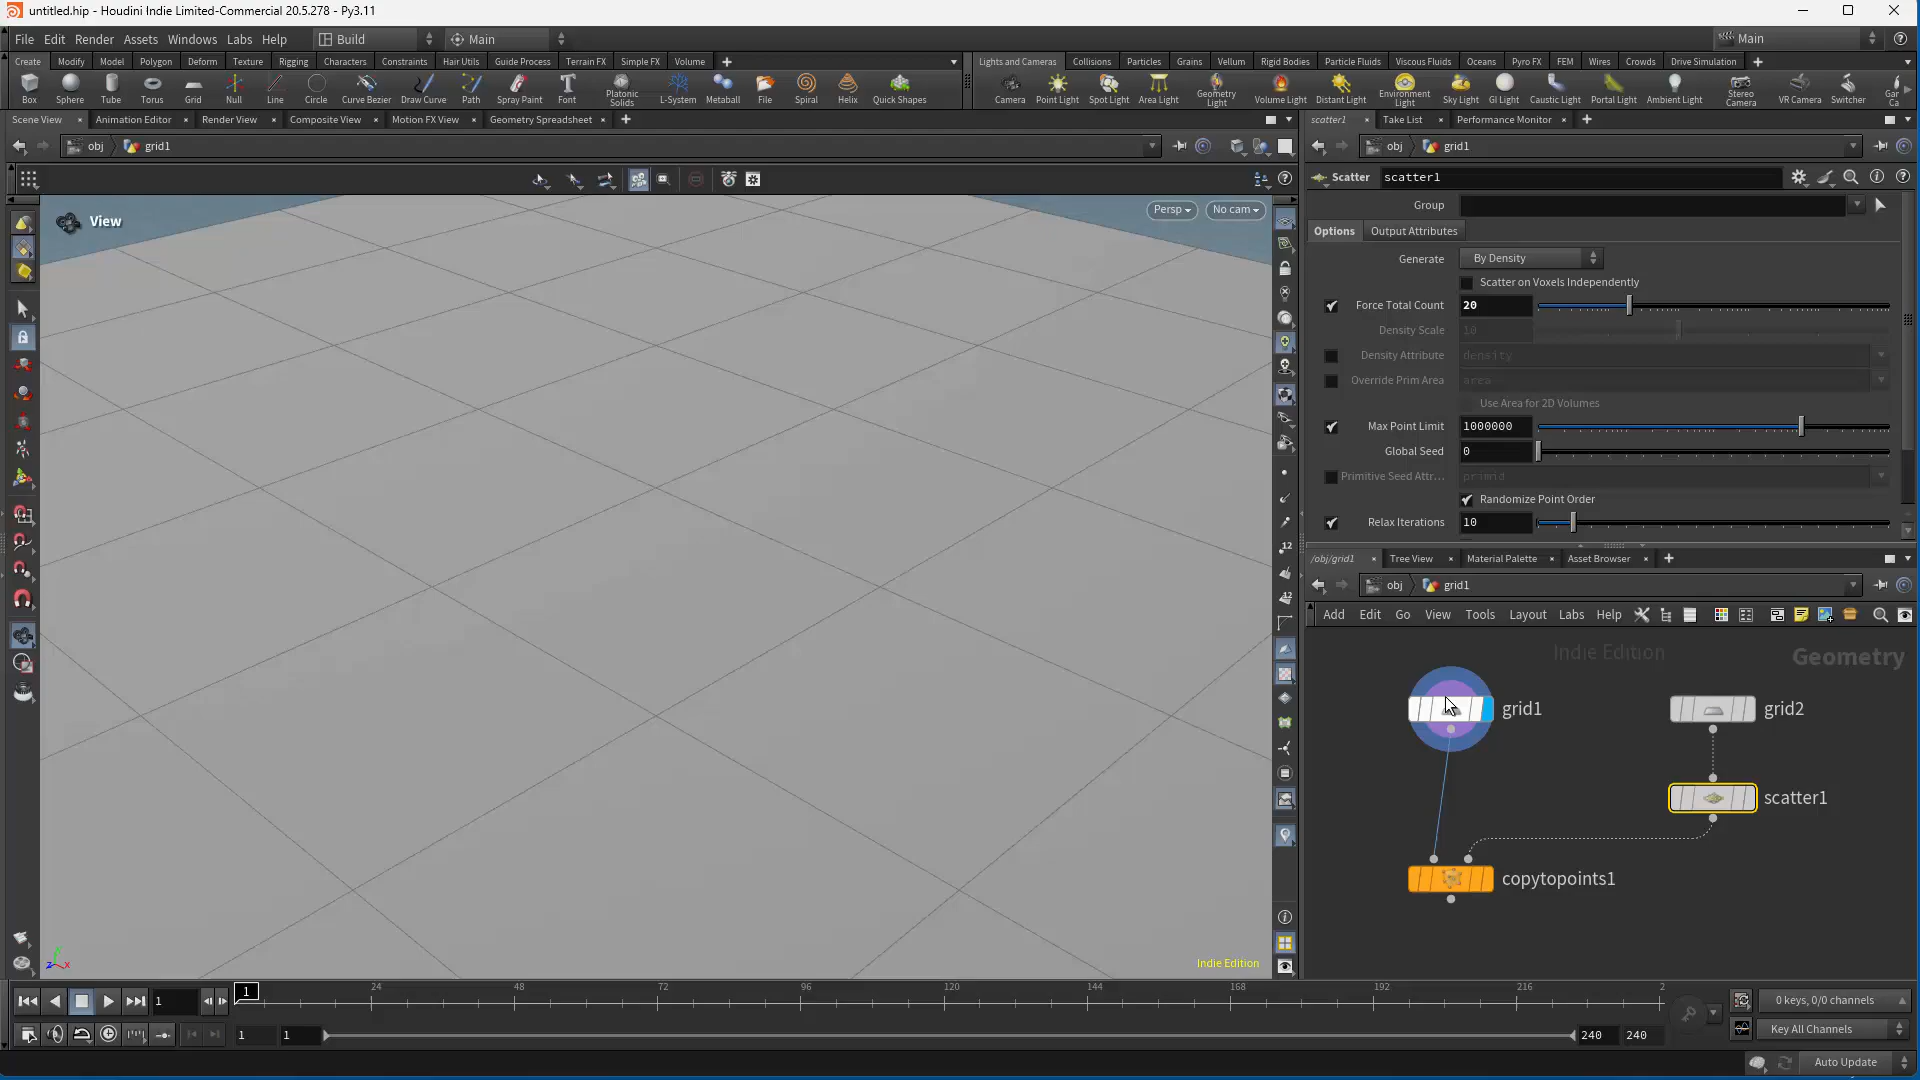 untitled.hip - Houdini Indie Limited-Commercial 20.5.278 - Py3.11
File Edit Render Assets Windows Labs Help Build Main Main
Create Modify Model Polygon Deform Texture Rigging Characters Constraints Hair Utils Guide Process Terrain FX Simple FX Volume
Lights and Cameras Collisions Particles Grains Vellum Rigid Bodies Particle Fluids Viscous Fluids Oceans Pyro FX FEM Wires Crowds Drive Simulation
Box Sphere Tube Torus Grid Null Line Circle Curve Bezier Draw Curve Path Spray Paint Font Platonic Solids L-System Metaball File Spiral Helix Quick Shapes
Camera Point Light Spot Light Area Light Geometry Light Volume Light Distant Light Environment Light Sky Light GI Light Caustic Light Portal Light Ambient Light Stereo Camera VR Camera Switcher Gar Ca
Scene View Animation Editor Render View Composite View Motion FX View Geometry Spreadsheet
scatter1 Take List Performance Monitor
obj grid1
obj grid1
Scatter scatter1
View
Persp No cam
Group
Options Output Attributes
Generate By Density
Scatter on Voxels Independently
Force Total Count 20
Density Scale 10
Density Attribute density
Override Prim Area area
Use Area for 2D Volumes
Max Point Limit 1000000
Global Seed 0
Primitive Seed Attr... primid
Randomize Point Order
Relax Iterations 10
12
12
/obj/grid1 Tree View Material Palette Asset Browser
obj grid1
Add Edit Go View Tools Layout Labs Help
Indie Edition Geometry
grid1 grid2
scatter1
copytopoints1
z x
Indie Edition
1 1 24 48 72 96 120 144 168 192 216 2
0 keys, 0/0 channels
1 1 240 240
Key All Channels
Auto Update